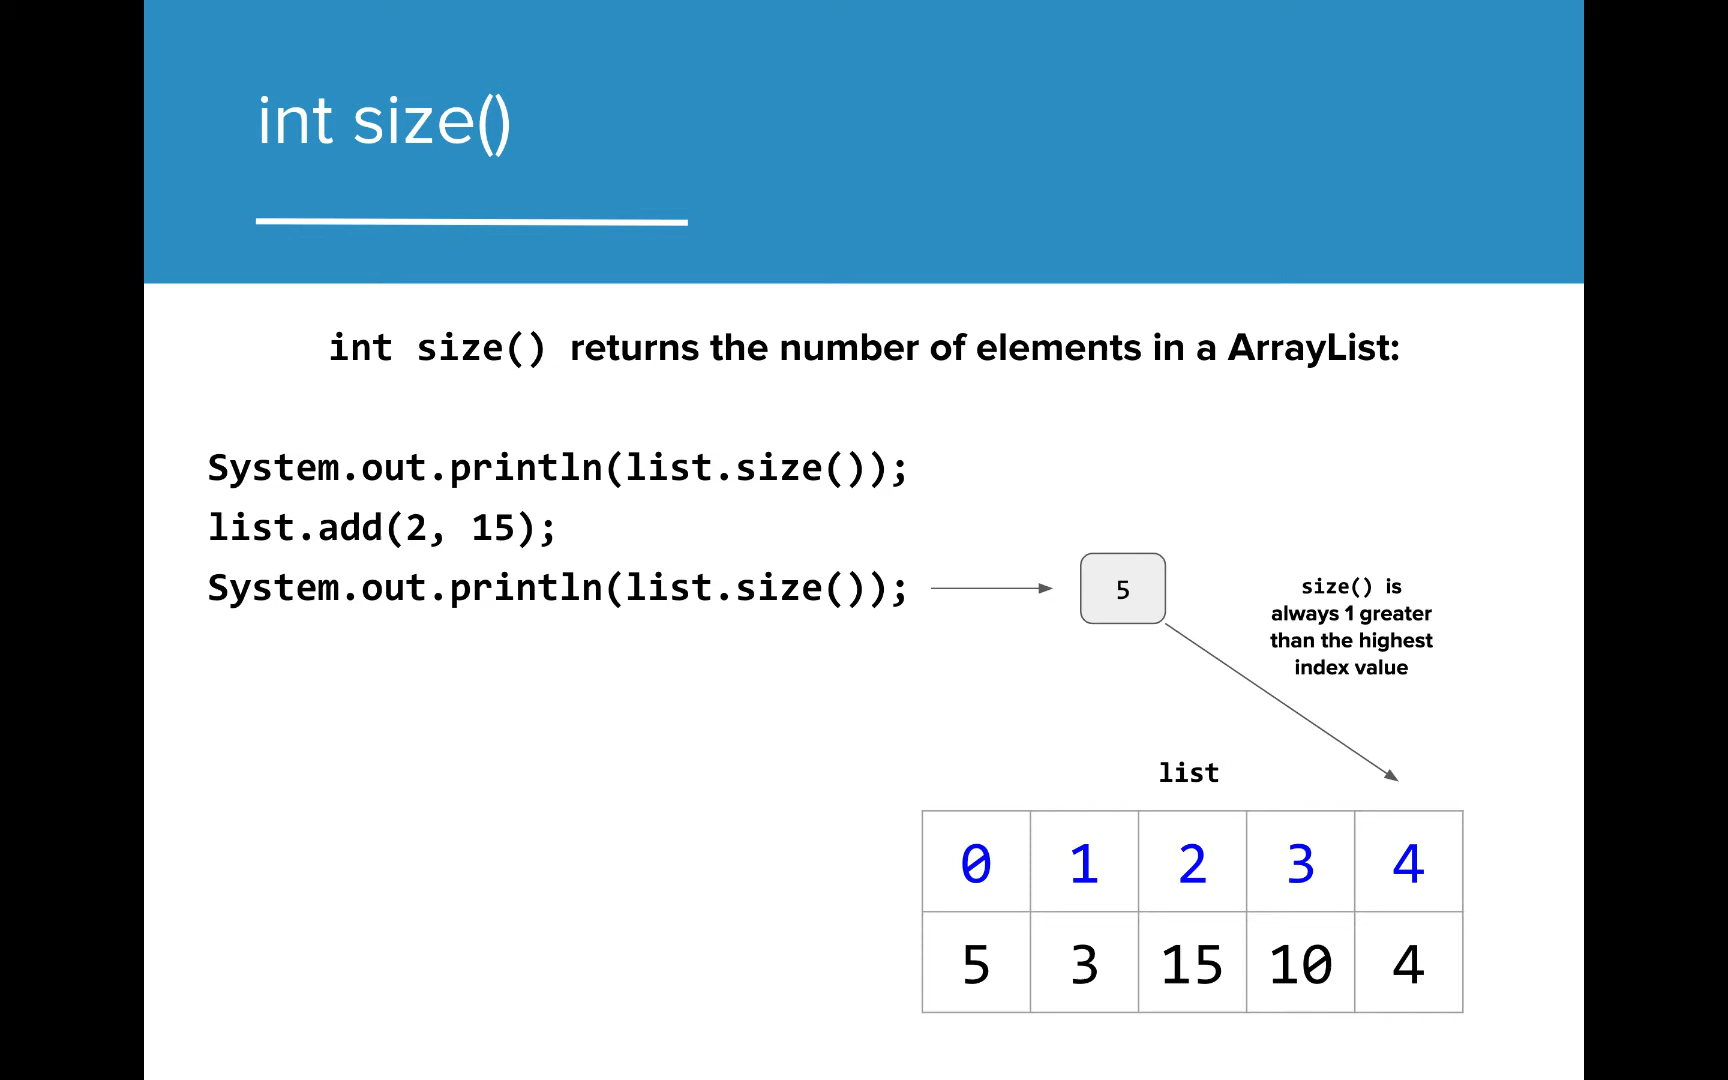 int size()
int size() returns the number of elements in a ArrayList:
System.out.println(list.size());
list.add(2, 15);
System.out.println(list.size());
5
size() is
always 1 greater
than the highest
index value
list
0 1 2 3 4
5 3 15 10 4